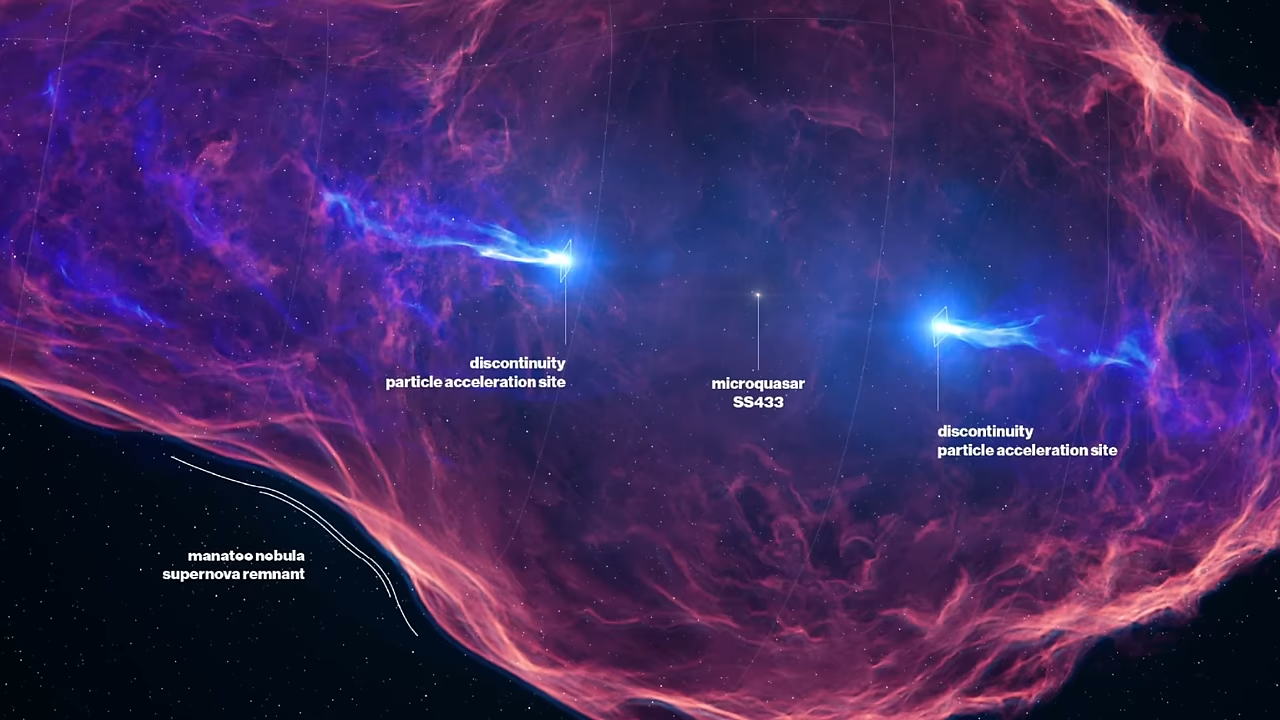 discontinuity
particle acceleration site
microquasar
SS433
discontinuity
particle acceleration site
manatee nebula
supernova remnant